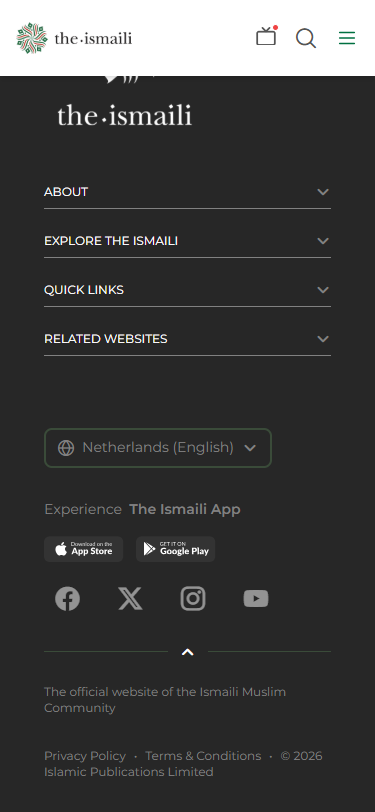 the·ismaili
the·ismaili
ABOUT
EXPLORE THE ISMAILI
QUICK LINKS
RELATED WEBSITES
Netherlands (English)
Experience The Ismaili App
Download on the
App Store
GET IT ON
Google Play
The official website of the Ismaili Muslim
Community
Privacy Policy · Terms & Conditions · © 2026
Islamic Publications Limited